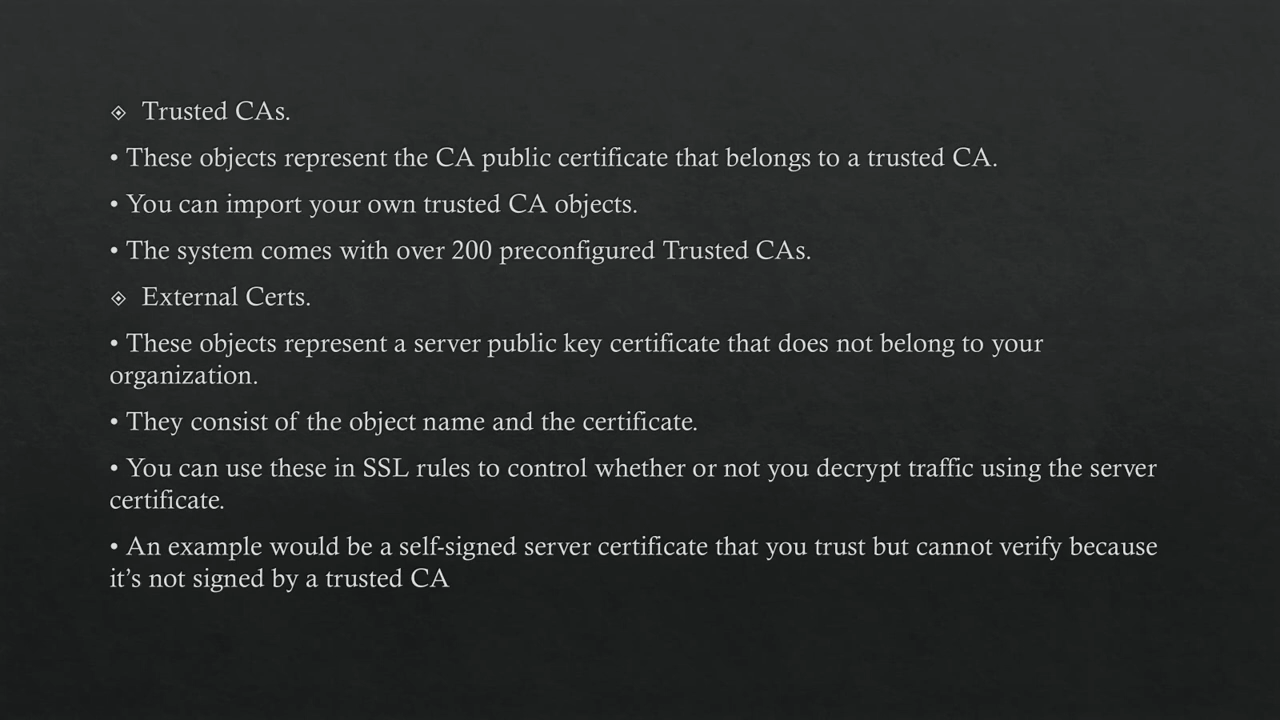 ◈ Trusted CAs.
• These objects represent the CA public certificate that belongs to a trusted CA.
• You can import your own trusted CA objects.
• The system comes with over 200 preconfigured Trusted CAs.
◈ External Certs.
• These objects represent a server public key certificate that does not belong to your
organization.
• They consist of the object name and the certificate.
• You can use these in SSL rules to control whether or not you decrypt traffic using the server
certificate.
• An example would be a self-signed server certificate that you trust but cannot verify because
it’s not signed by a trusted CA